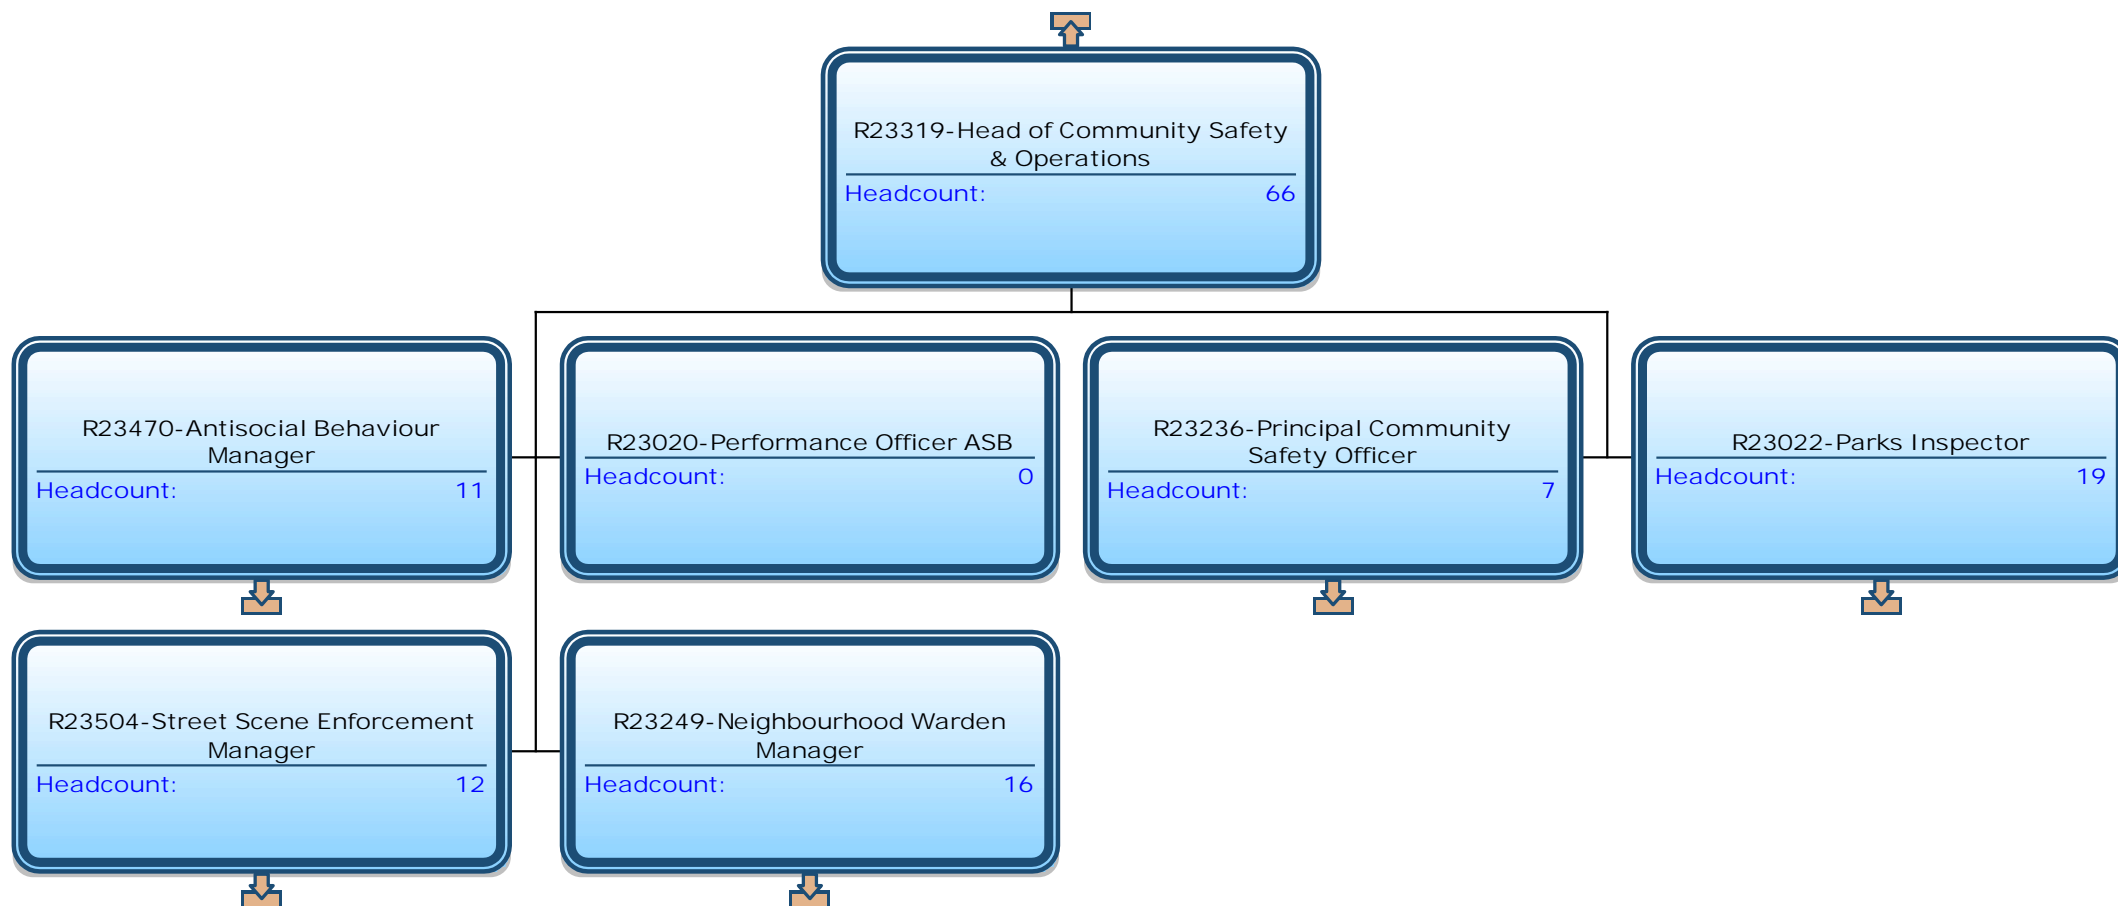 R23319-Head of Community Safety
& Operations
Headcount: 66
R23470-Antisocial Behaviour
Manager
Headcount: 11
R23020-Performance Officer ASB
Headcount: 0
R23236-Principal Community
Safety Officer
Headcount: 7
R23022-Parks Inspector
Headcount: 19
R23504-Street Scene Enforcement
Manager
Headcount: 12
R23249-Neighbourhood Warden
Manager
Headcount: 16